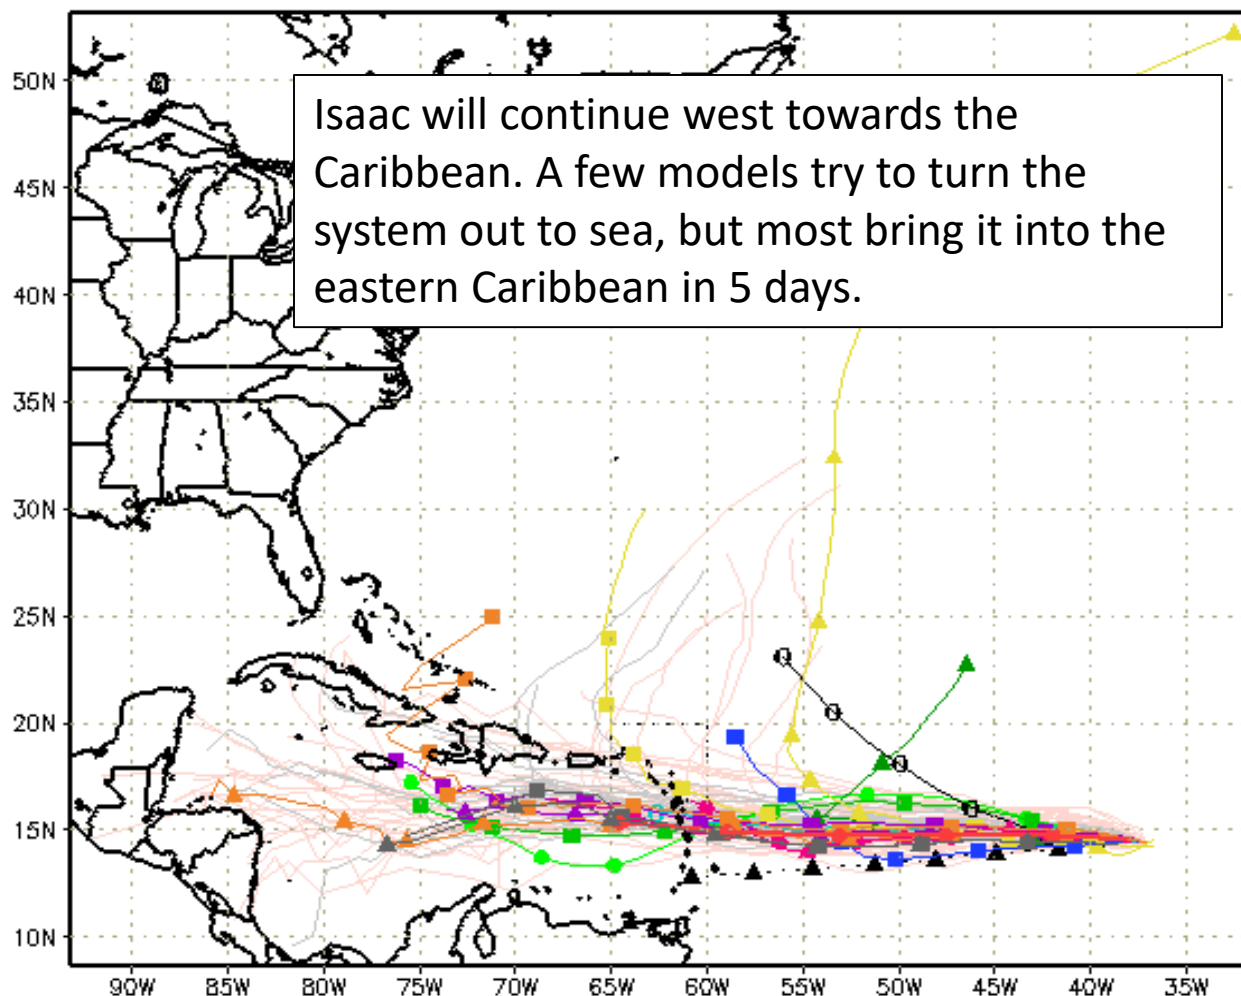 50N
Isaac will continue west towards the
Caribbean. A few models try to turn the
system out to sea, but most bring it into the
eastern Caribbean in 5 days.
45N
40N
35N
30N
25N
20N
15N
10N
90W 85W 80W 75W 70W 65W 60W 55W 50W 45W 40W 35W